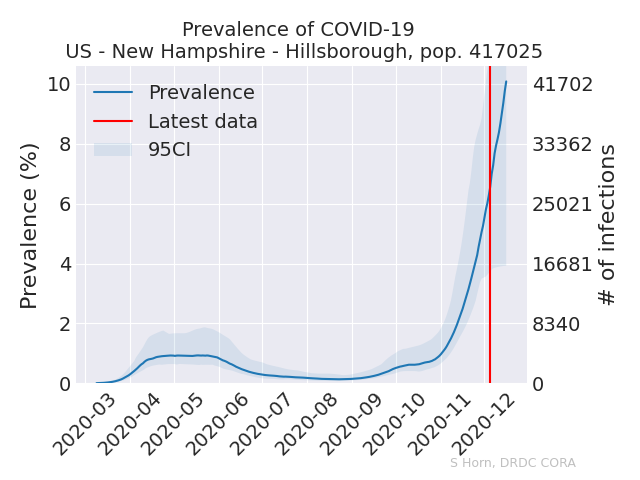 Prevalence of COVID-19
US - New Hampshire - Hillsborough, pop. 417025
Prevalence
Latest data
95CI
Prevalence (%)
10
8
6
4
2
0
41702
33362
25021
16681
8340
0
# of infections
2020-03
2020-04
2020-05
2020-06
2020-07
2020-08
2020-09
2020-10
2020-11
2020-12
S Horn, DRDC CORA